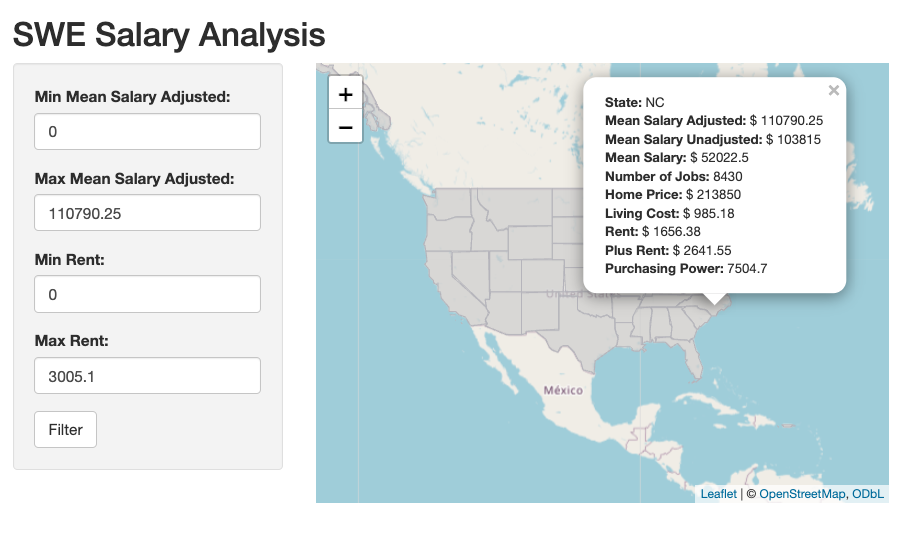 SWE Salary Analysis
Min Mean Salary Adjusted:
0
Max Mean Salary Adjusted:
110790.25
Min Rent:
0
Max Rent:
3005.1
Filter
+
−
×
State: NC
Mean Salary Adjusted: $ 110790.25
Mean Salary Unadjusted: $ 103815
Mean Salary: $ 52022.5
Number of Jobs: 8430
Home Price: $ 213850
Living Cost: $ 985.18
Rent: $ 1656.38
Plus Rent: $ 2641.55
Purchasing Power: 7504.7
United States
México
Leaflet | © OpenStreetMap, ODbL